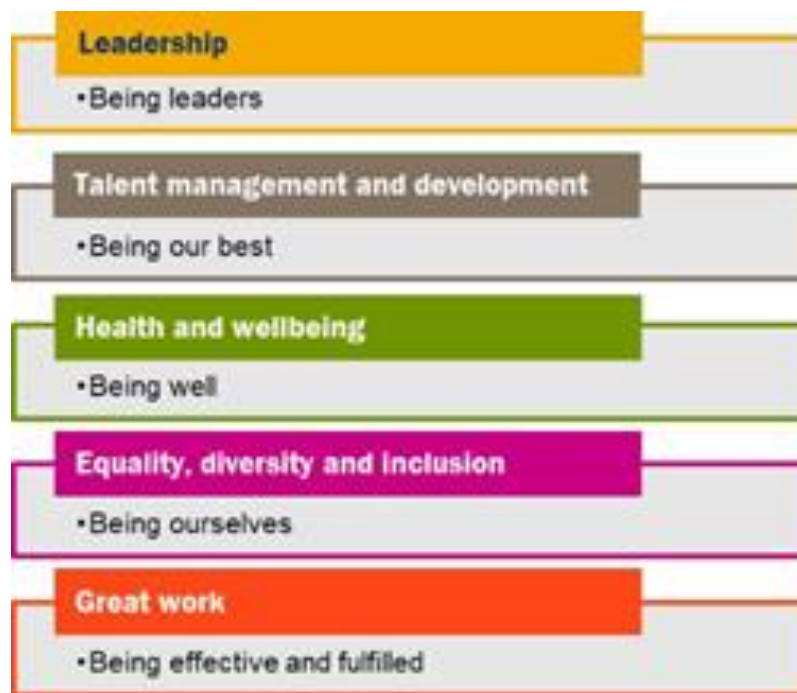 Leadership
•Being leaders
Talent management and development
•Being our best
Health and wellbeing
•Being well
Equality, diversity and inclusion
•Being ourselves
Great work
•Being effective and fulfilled